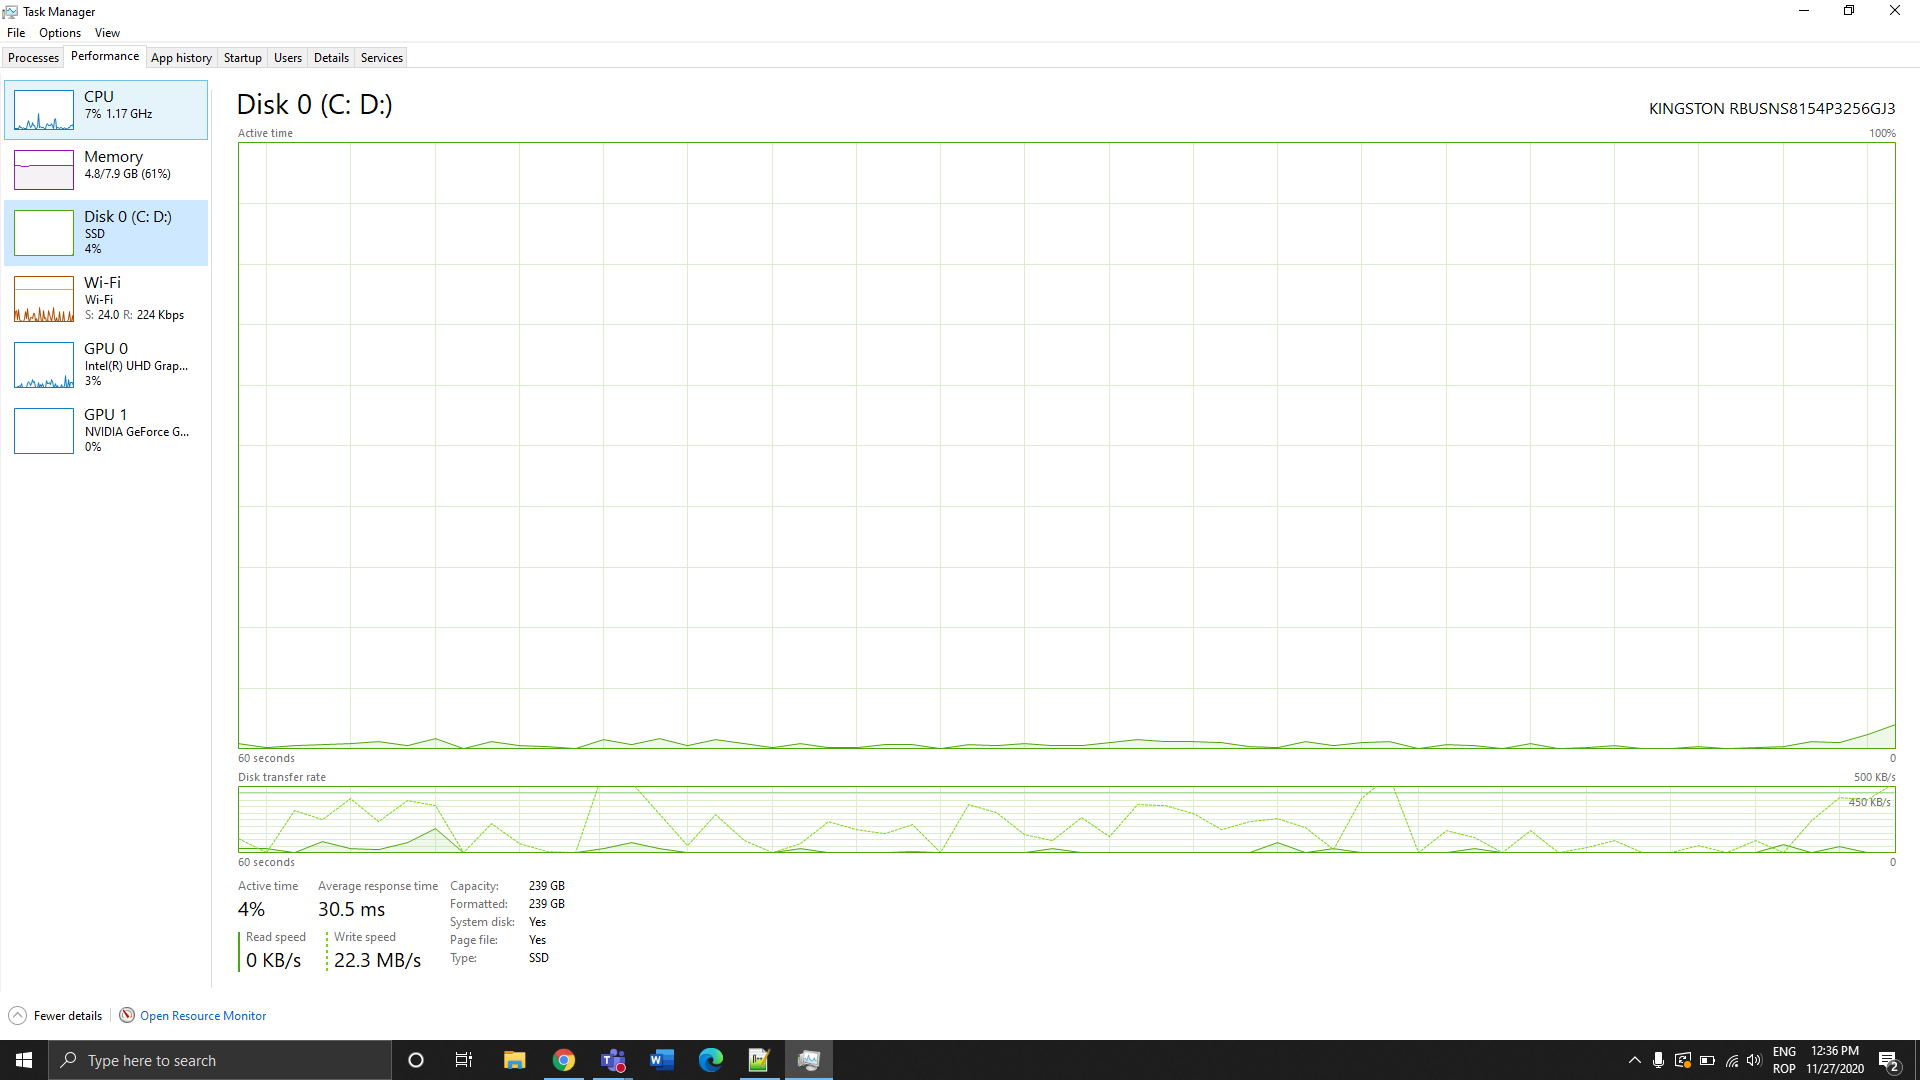 Task Manager
File Options View
Processes Performance App history Startup Users Details Services
CPU
7% 1.17 GHz
Memory
4.8/7.9 GB (61%)
Disk 0 (C: D:)
SSD
4%
Wi-Fi
Wi-Fi
S: 24.0 R: 224 Kbps
GPU 0
Intel(R) UHD Grap...
3%
GPU 1
NVIDIA GeForce G...
0%
Disk 0 (C: D:)
KINGSTON RBUSNS8154P3256GJ3
Active time 100%
60 seconds 0
Disk transfer rate 500 KB/s
450 KB/s
60 seconds 0
Active time Average response time
4% 30.5 ms
Read speed Write speed
0 KB/s 22.3 MB/s
Capacity: 239 GB
Formatted: 239 GB
System disk: Yes
Page file: Yes
Type: SSD
Fewer details Open Resource Monitor
Type here to search
ENG
ROP
12:36 PM
11/27/2020
2